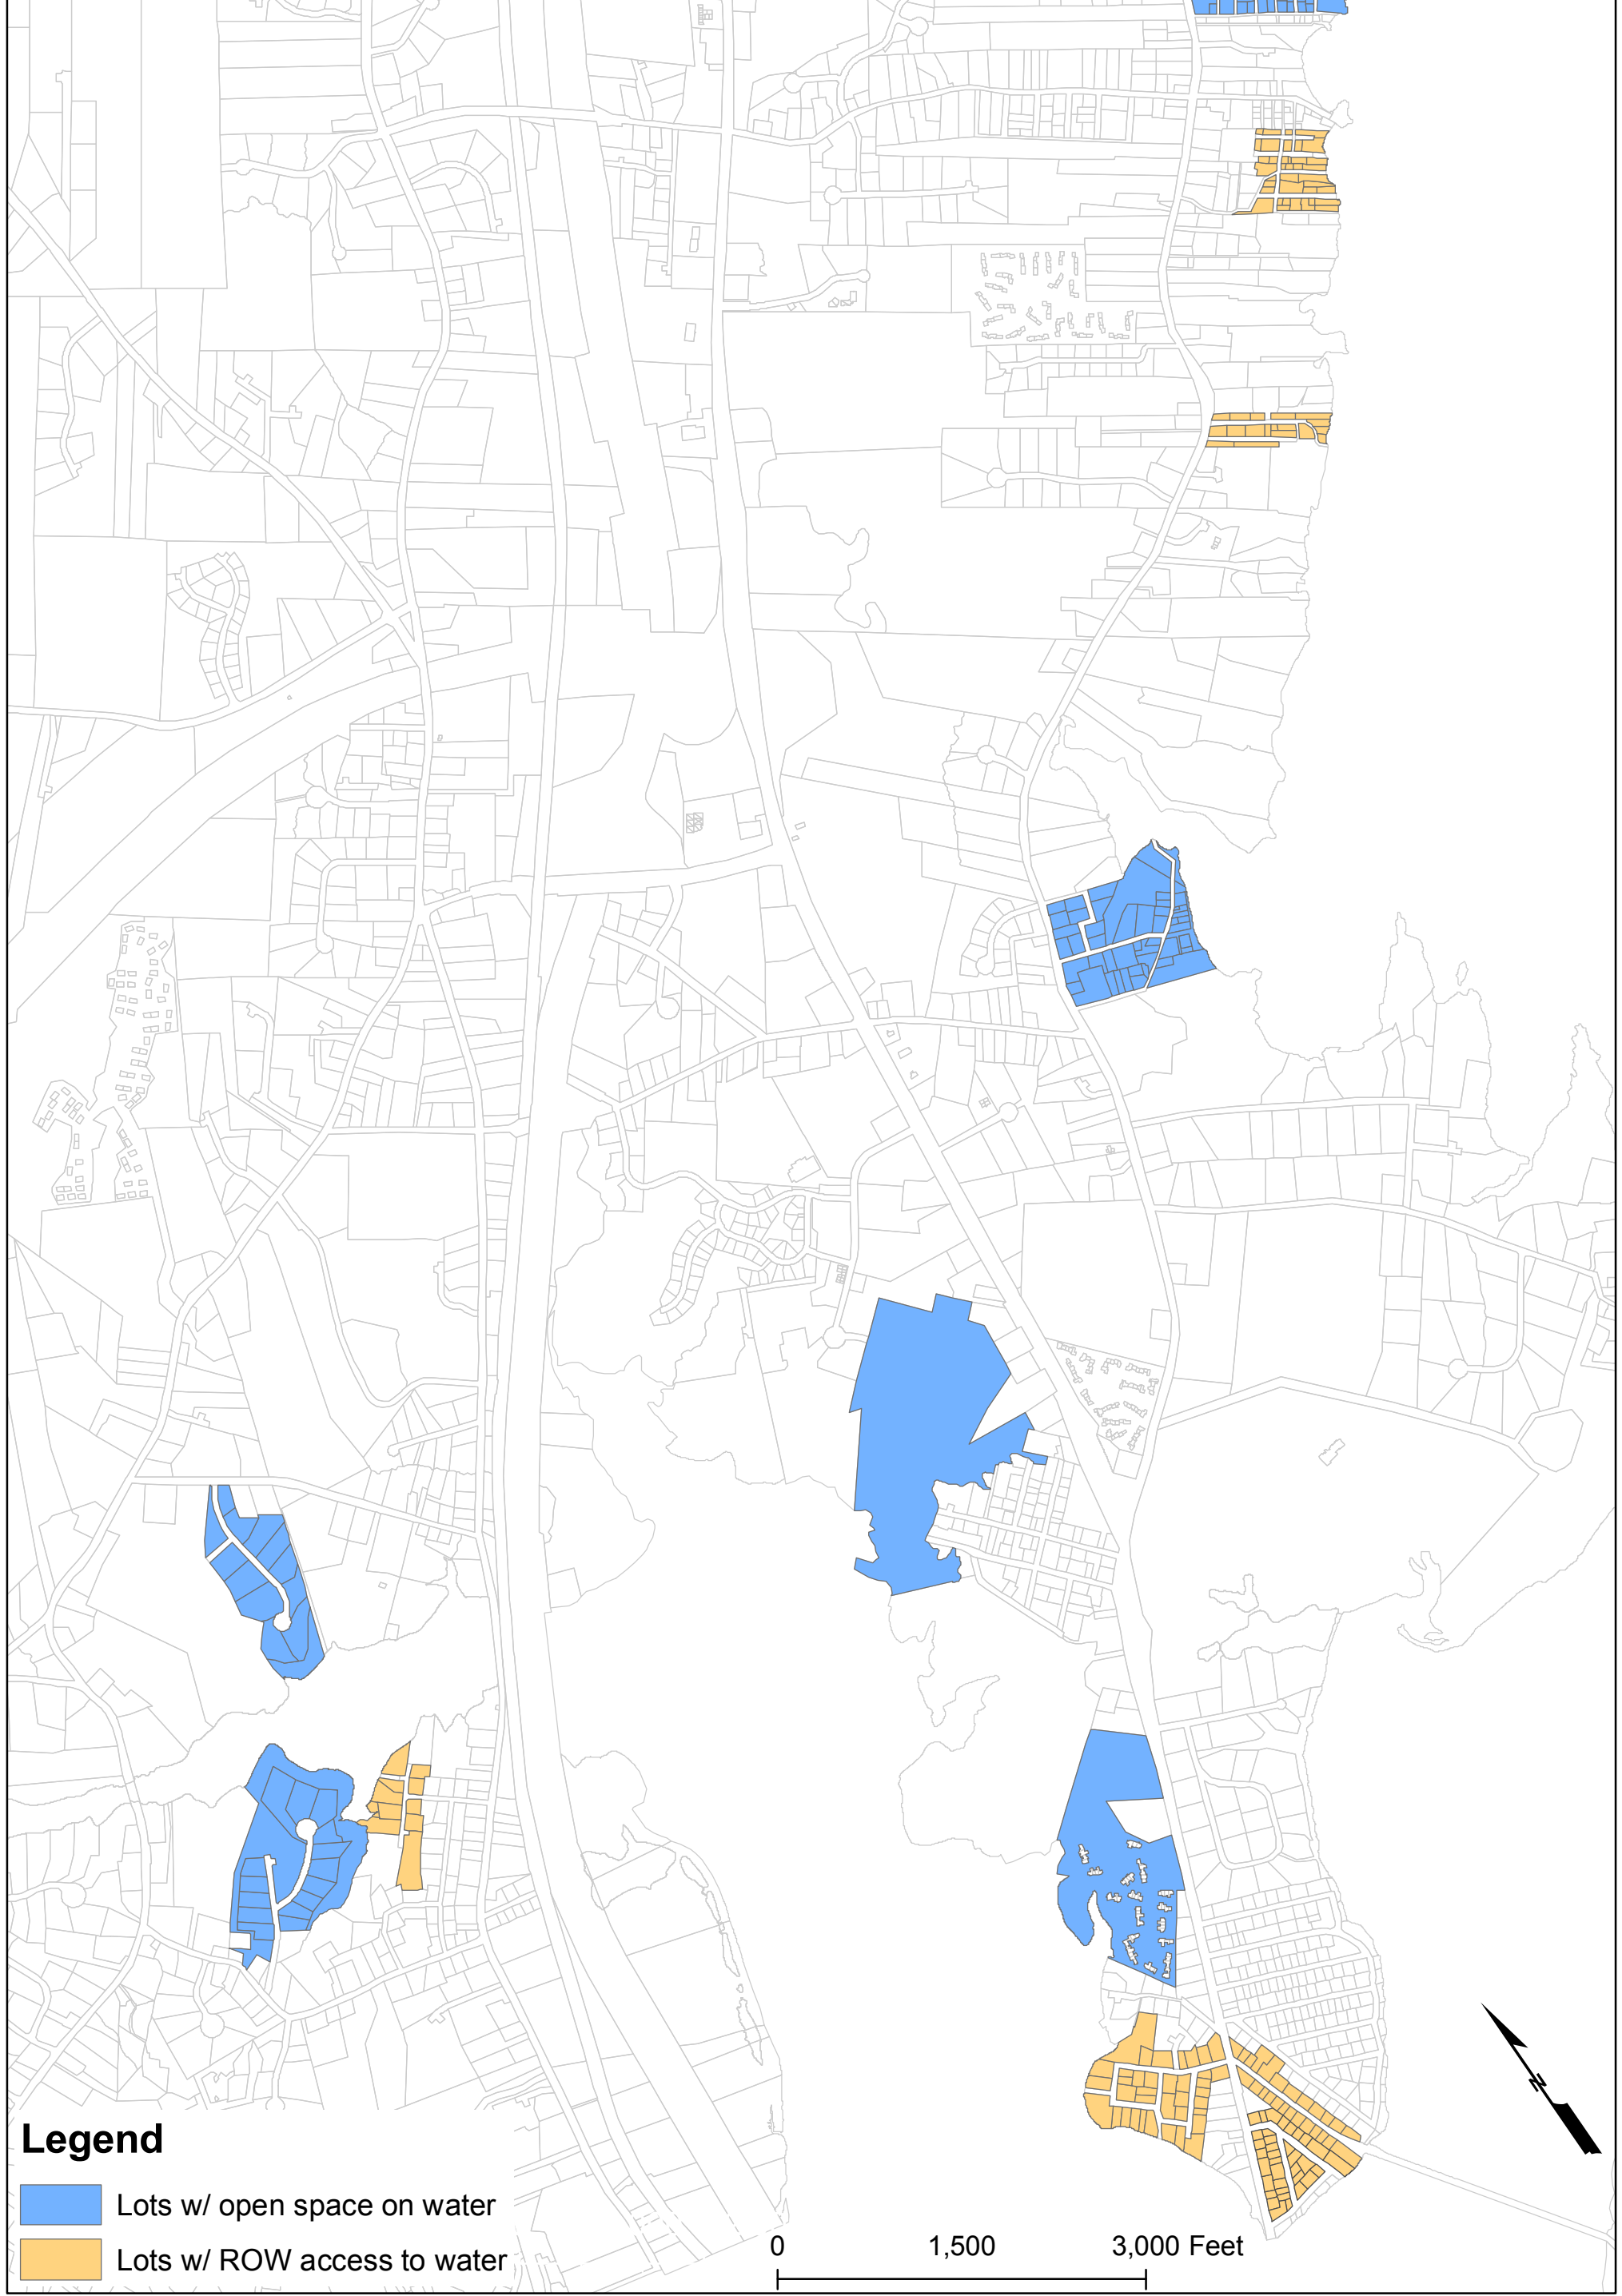 N
Legend
Lots w/ open space on water
Lots w/ ROW access to water
0 1,500 3,000 Feet